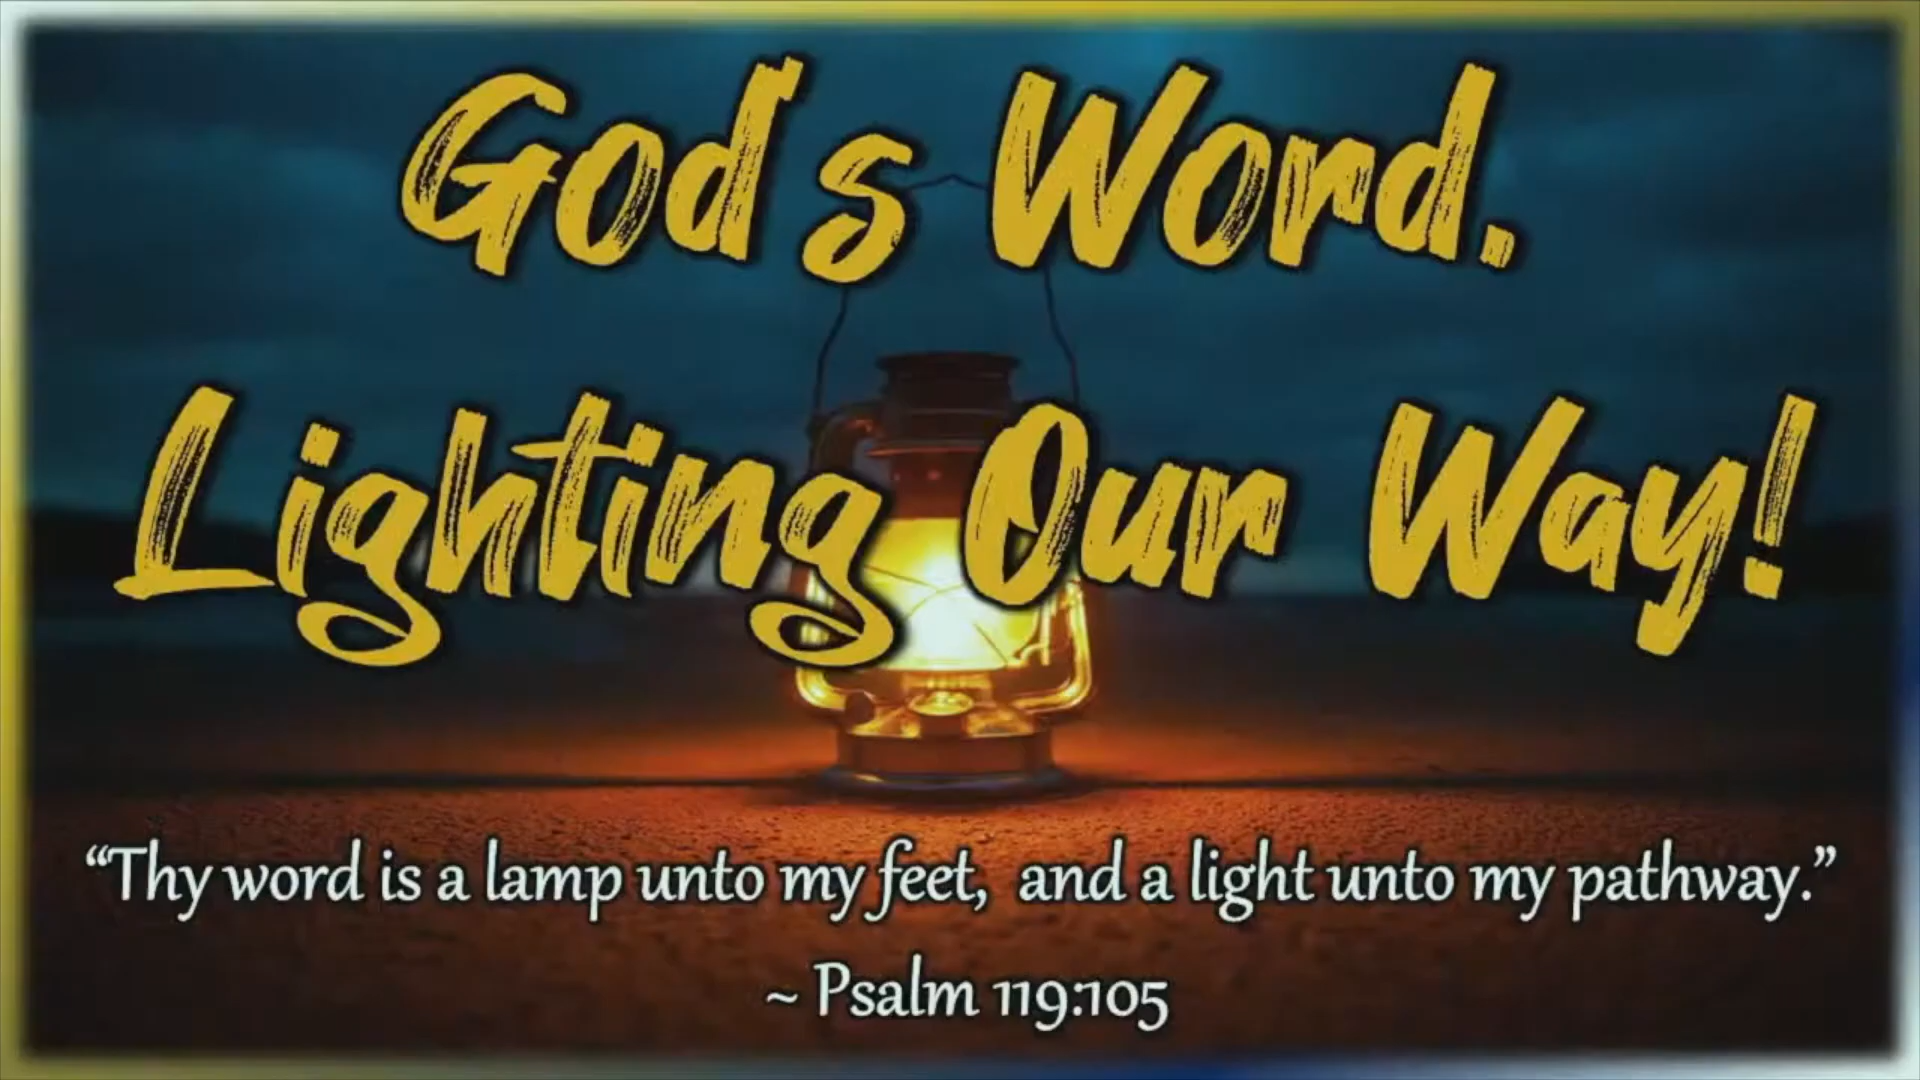 God's Word.
Lighting Our Way!
“Thy word is a lamp unto my feet, and a light unto my pathway.”
~ Psalm 119:105